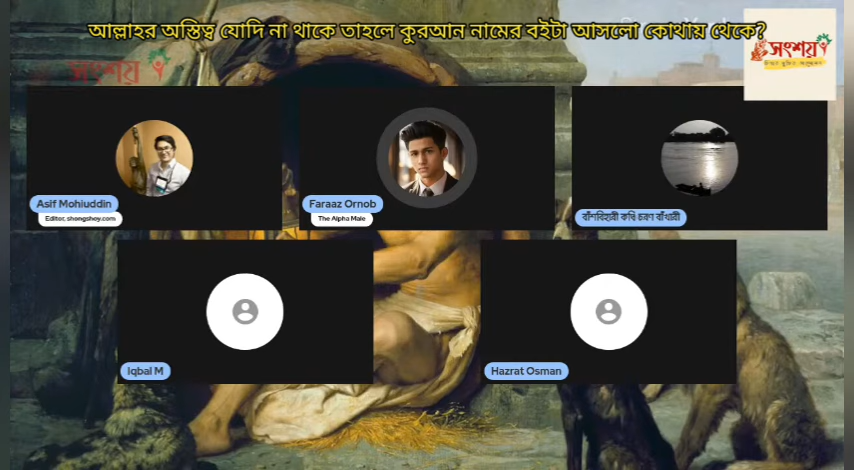 আল্লাহর অস্তিত্ব যোদি না থাকে তাহলে কুরআন নামের বইটা আসলো কোথায় থেকে?
সংশয়
সংশয়
Asif Mohiuddin
Editor, shongshoy.com
Faraaz Ornob
The Alpha Male
বাঁশবিহারী কবি চরণ বাঁখারী
Iqbal M
Hazrat Osman